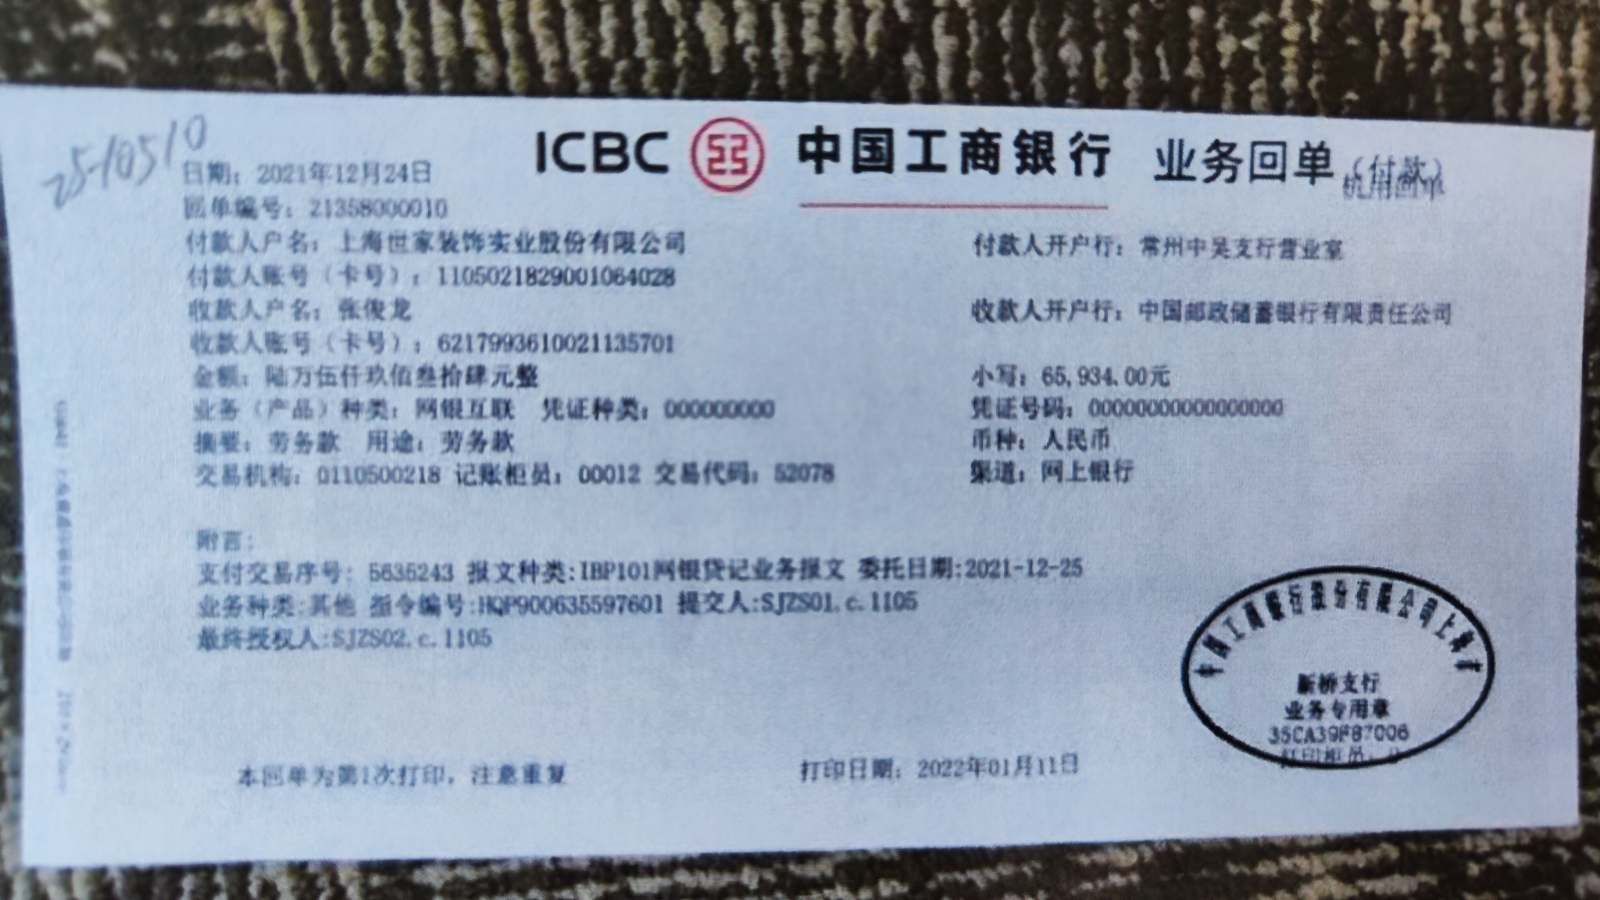 25-10510
ICBC 中国工商银行 业务回单（付款）
日期：2021年12月24日
回单编号：21358000010
付款人户名：上海世家装饰实业股份有限公司 付款人开户行：常州中吴支行营业室
付款人账号（卡号）：1105021829001064028
收款人户名：张俊龙 收款人开户行：中国邮政储蓄银行有限责任公司
收款人账号（卡号）：6217993610021135701
金额：陆万伍仟玖佰叁拾肆元整 小写：65,934.00元
业务（产品）种类：网银互联 凭证种类：000000000 凭证号码：00000000000000000
摘要：劳务款 用途：劳务款 币种：人民币
交易机构：0110500218 记账柜员：00012 交易代码：52078 渠道：网上银行
附言：
支付交易序号：5635243 报文种类:IBP101网银贷记业务报文 委托日期:2021-12-25
业务种类:其他 指令编号:HQP900635597601 提交人:SJZS01.c.1105
最终授权人:SJZS02.c.1105
中国工商银行股份有限公司上海市
新桥支行
业务专用章
35CA39F87006
本回单为第1次打印，注意重复 打印日期：2022年01月11日